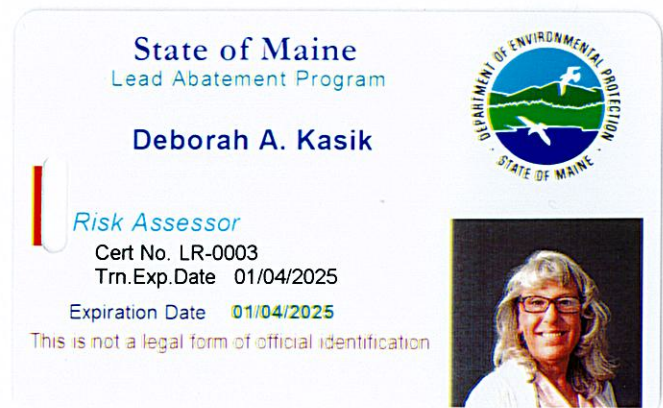 State of Maine
Lead Abatement Program
DEPARTMENT OF ENVIRONMENTAL PROTECTION
· STATE OF MAINE ·
Deborah A. Kasik
Risk Assessor
Cert No. LR-0003
Trn.Exp.Date 01/04/2025
Expiration Date 01/04/2025
This is not a legal form of official identification